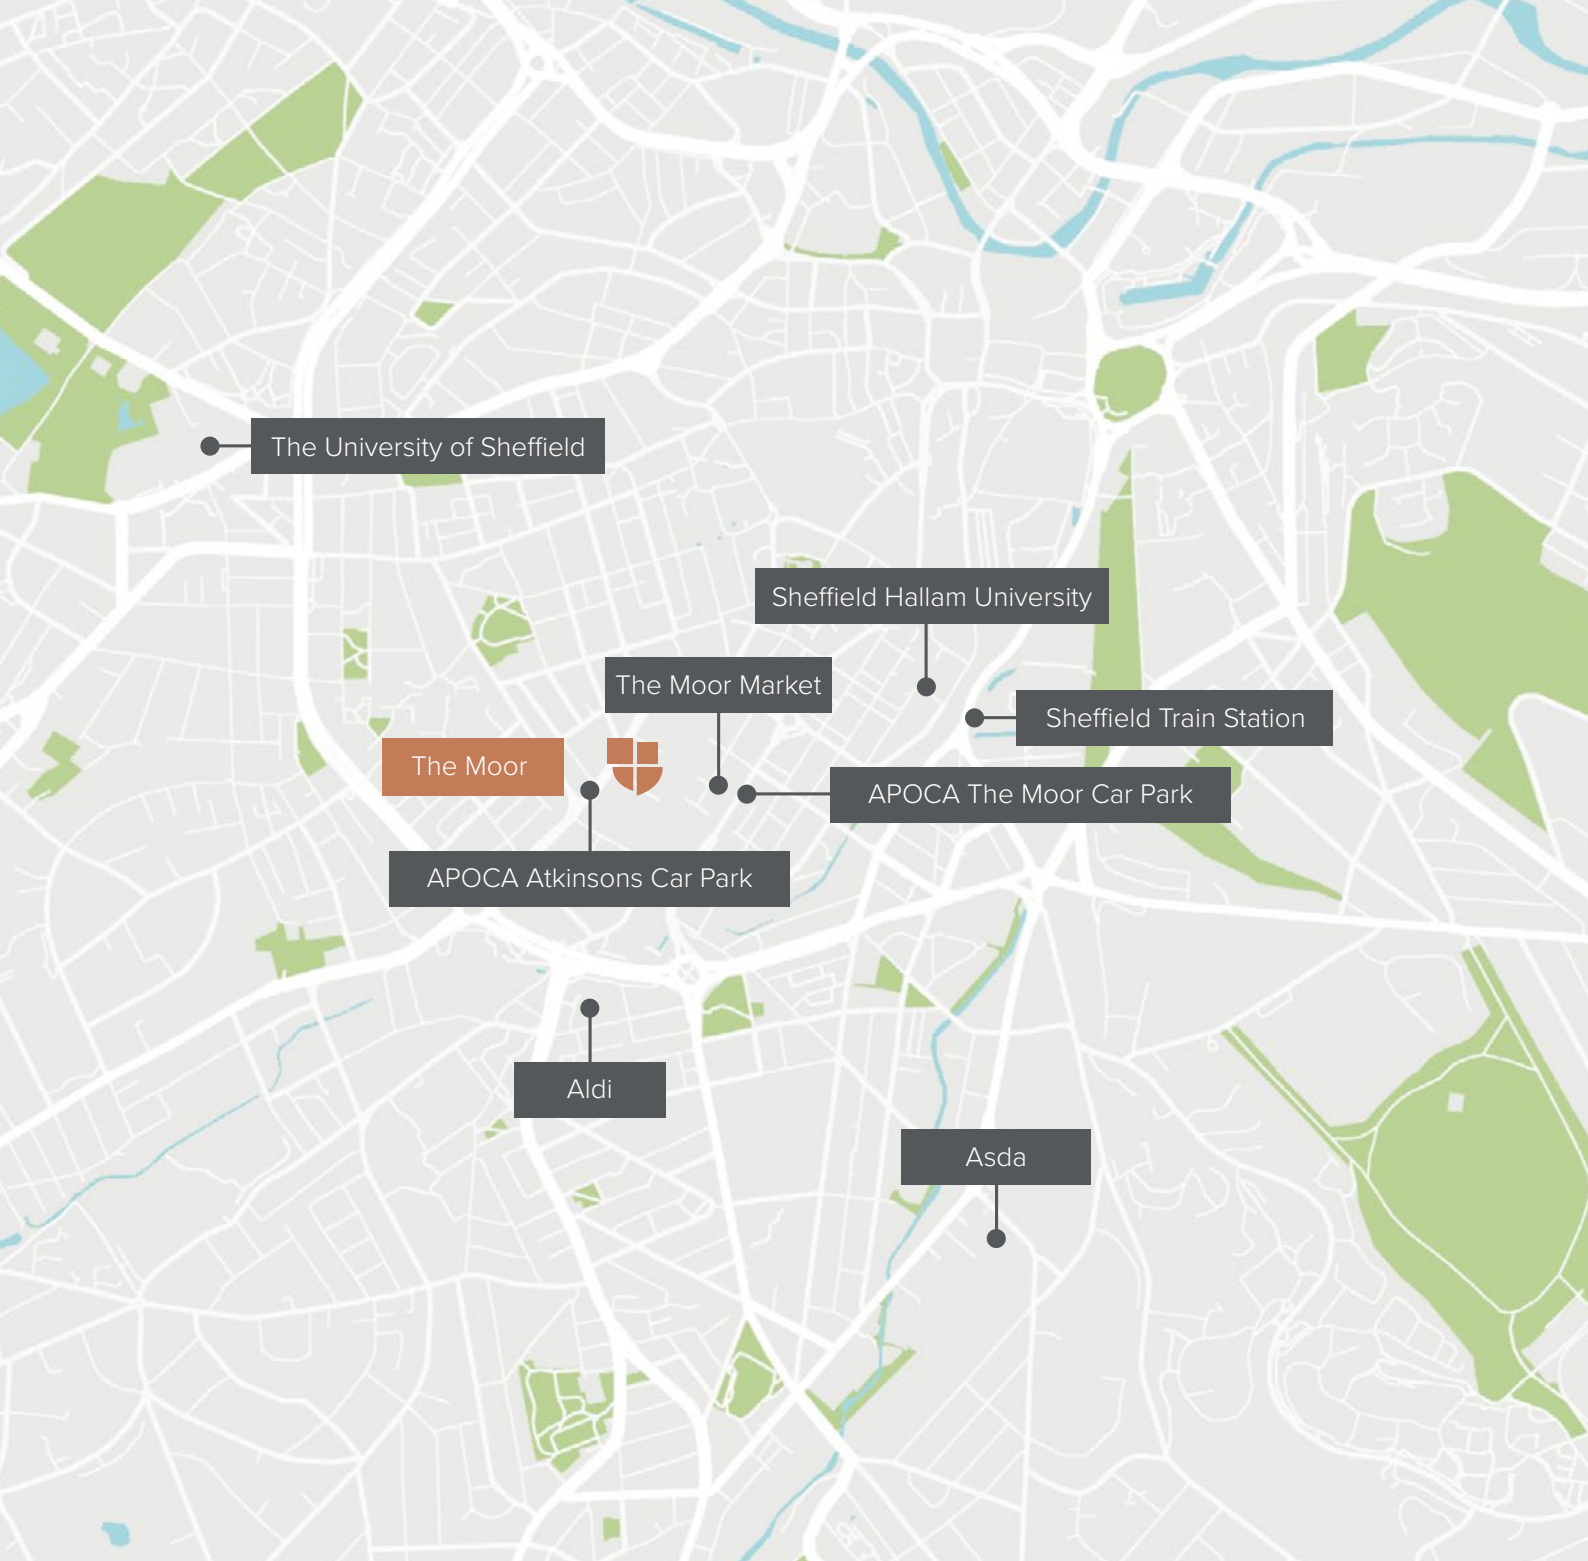 The University of Sheffield
Sheffield Hallam University
The Moor Market
Sheffield Train Station
The Moor
APOCA The Moor Car Park
APOCA Atkinsons Car Park
Aldi
Asda